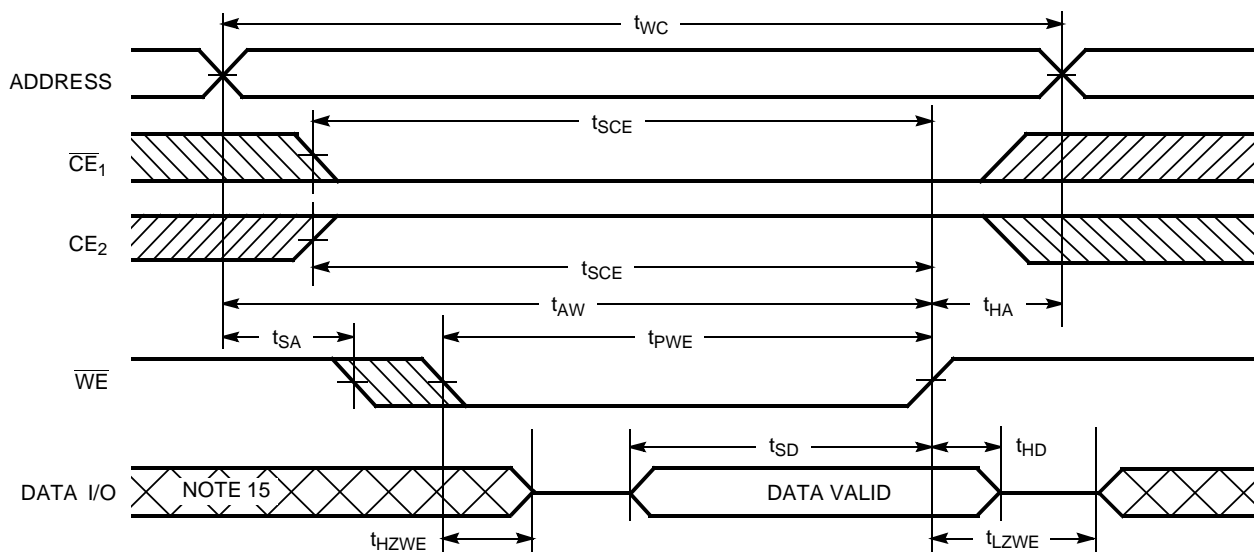 tWC
ADDRESS
tSCE
CE1
CE2
tSCE
tAW
tHA
tSA
tPWE
WE
tSD
tHD
DATA I/O
NOTE 15
DATA VALID
tHZWE
tLZWE